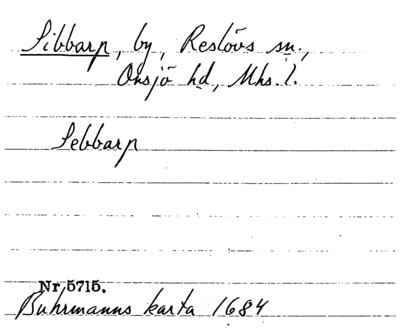 Sibbarp, by, Reslövs sn.,
Onsjö hd, Mhs. l.
Sebbarp
Nr 5715.
Buhrmanns karta 1684